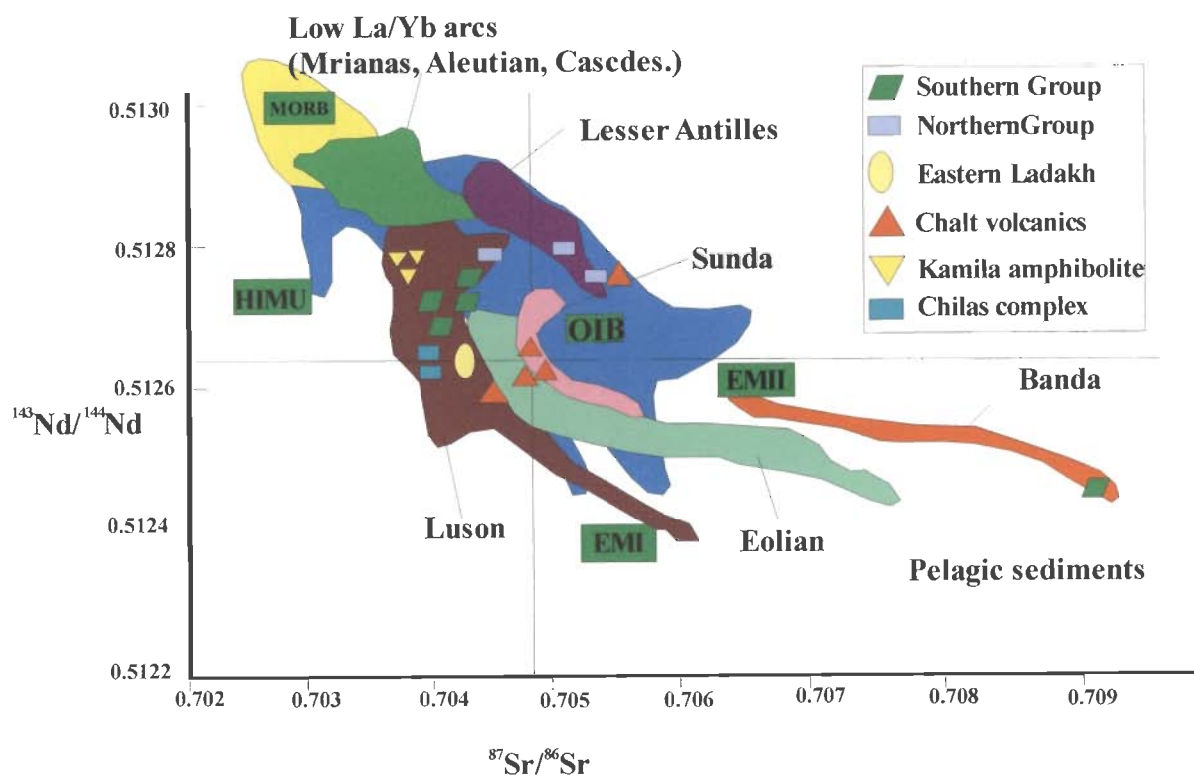 Low La/Yb arcs
(Mrianas, Aleutian, Cascdes.)
MORB
Lesser Antilles
Sunda
HIMU
OIB
EMII
Banda
Luson
EMI
Eolian
Pelagic sediments
Southern Group
NorthernGroup
Eastern Ladakh
Chalt volcanics
Kamila amphibolite
Chilas complex
0.5130
0.5128
0.5126
0.5124
0.5122
¹⁴³Nd/¹⁴⁴Nd
0.702 0.703 0.704 0.705 0.706 0.707 0.708 0.709
⁸⁷Sr/⁸⁶Sr